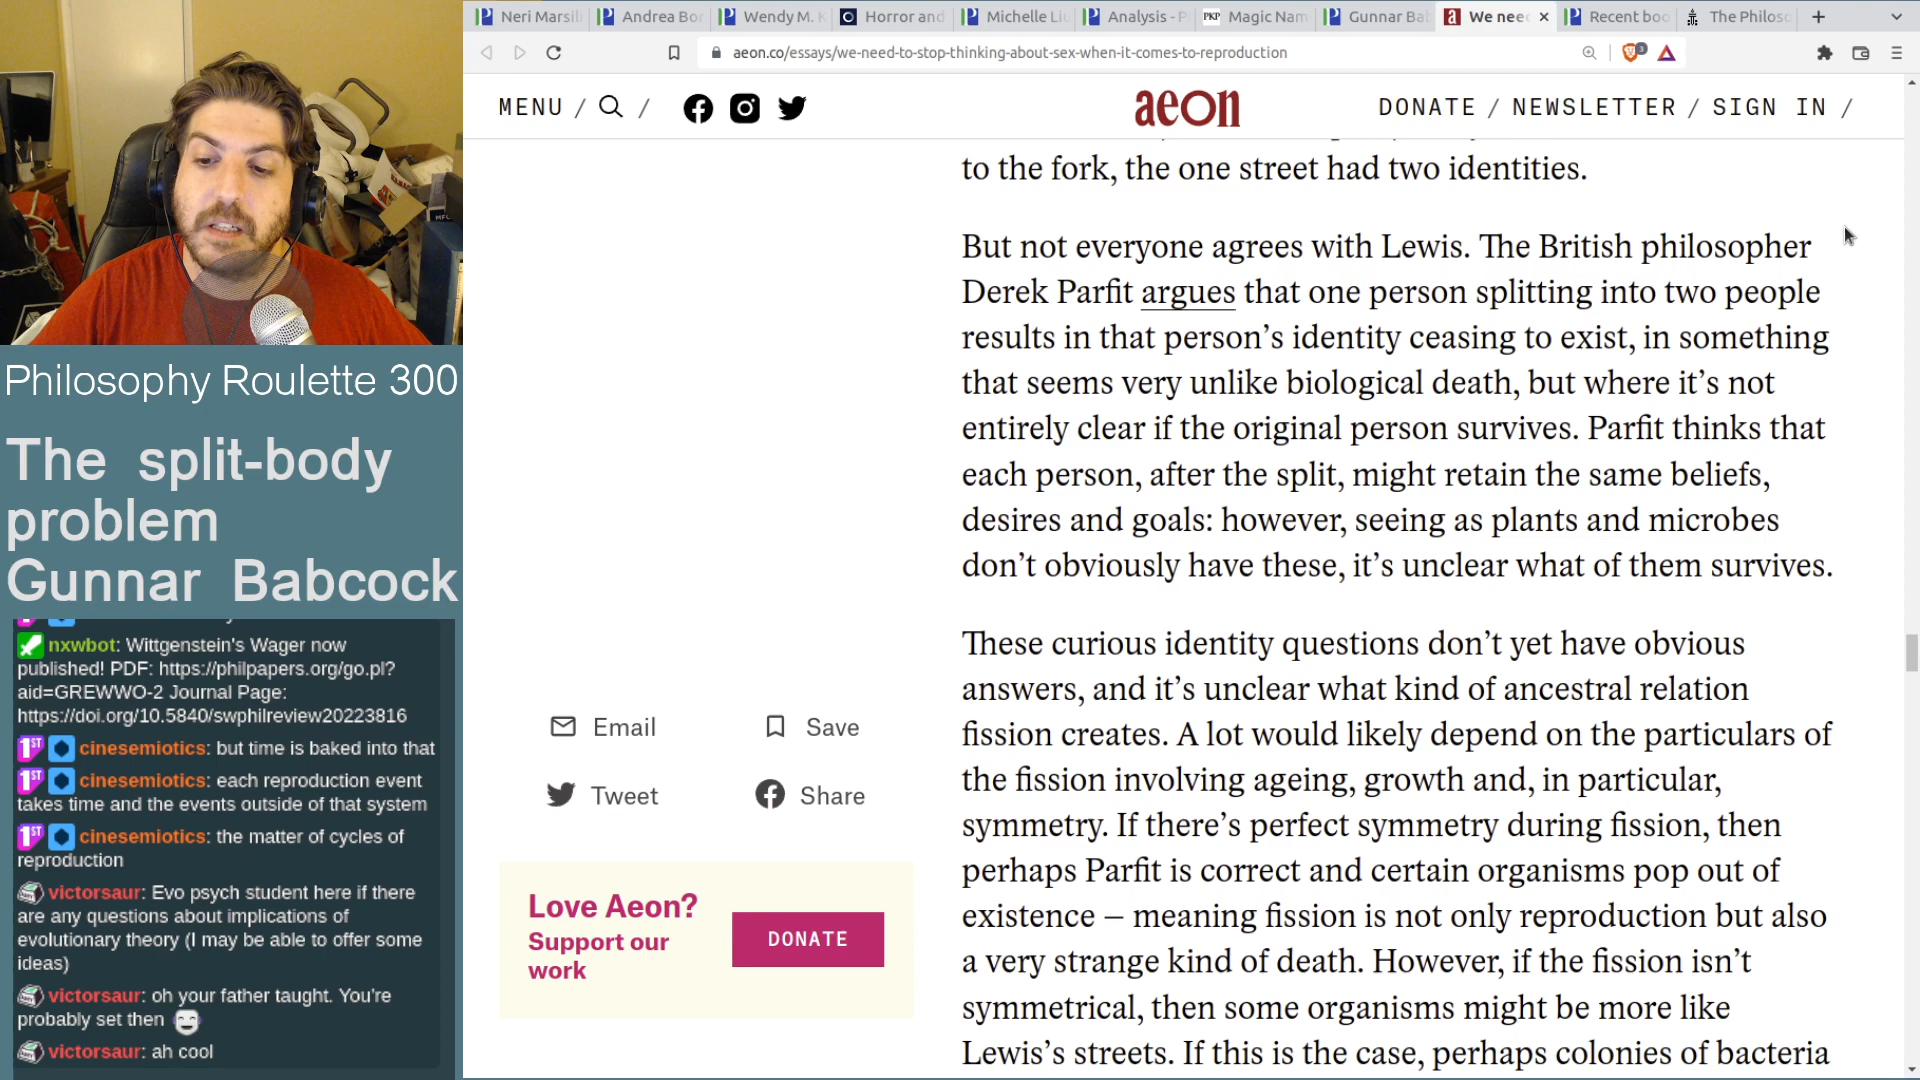 Neri Marsil
Andrea Bor
Wendy M. K
Horror and
Michelle Liu
Analysis - P
PKP Magic Nam
Gunnar Bab
a We nee
Recent boo
The Philoso
aeon.co/essays/we-need-to-stop-thinking-about-sex-when-it-comes-to-reproduction
3
MENU /
/
aeon
DONATE / NEWSLETTER / SIGN IN /
to the fork, the one street had two identities.
But not everyone agrees with Lewis. The British philosopher
Derek Parfit argues that one person splitting into two people
results in that person’s identity ceasing to exist, in something
that seems very unlike biological death, but where it’s not
entirely clear if the original person survives. Parfit thinks that
each person, after the split, might retain the same beliefs,
desires and goals: however, seeing as plants and microbes
don’t obviously have these, it’s unclear what of them survives.
These curious identity questions don’t yet have obvious
answers, and it’s unclear what kind of ancestral relation
fission creates. A lot would likely depend on the particulars of
the fission involving ageing, growth and, in particular,
symmetry. If there’s perfect symmetry during fission, then
perhaps Parfit is correct and certain organisms pop out of
existence – meaning fission is not only reproduction but also
a very strange kind of death. However, if the fission isn’t
symmetrical, then some organisms might be more like
Lewis’s streets. If this is the case, perhaps colonies of bacteria
Email
Save
Tweet
Share
Love Aeon?
Support our
work
DONATE
Philosophy Roulette 300
The split-body
problem
Gunnar Babcock
nxwbot: Wittgenstein's Wager now
published! PDF: https://philpapers.org/go.pl?
aid=GREWWO-2 Journal Page:
https://doi.org/10.5840/swphilreview20223816
1ST cinesemiotics: but time is baked into that
1ST cinesemiotics: each reproduction event
takes time and the events outside of that system
1ST cinesemiotics: the matter of cycles of
reproduction
victorsaur: Evo psych student here if there
are any questions about implications of
evolutionary theory (I may be able to offer some
ideas)
victorsaur: oh your father taught. You're
probably set then
victorsaur: ah cool